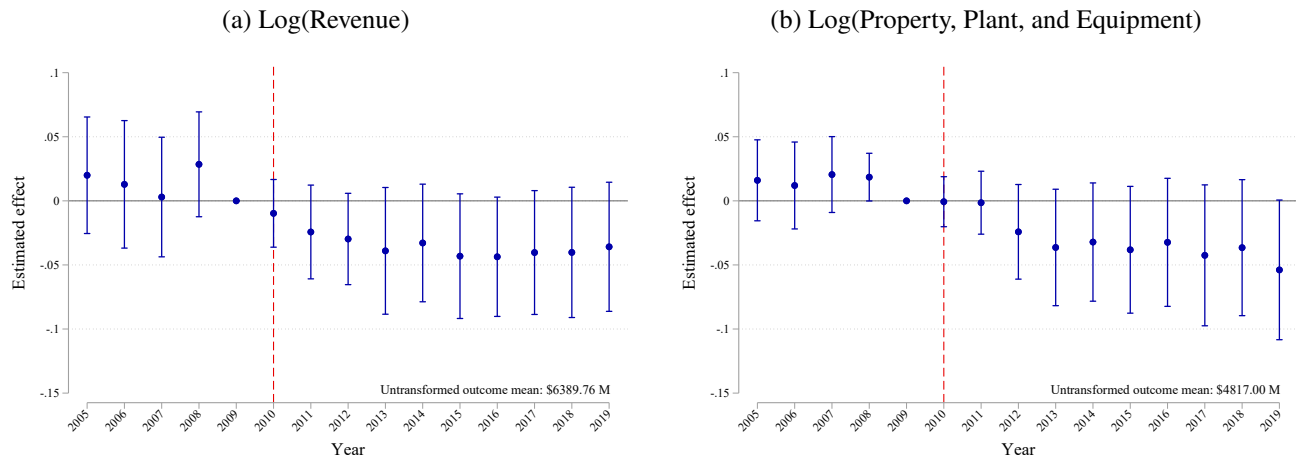 (a) Log(Revenue)
.1
.05
0
-.05
-.1
-.15
Estimated effect
Untransformed outcome mean: $6389.76 M
2005 2006 2007 2008 2009 2010 2011 2012 2013 2014 2015 2016 2017 2018 2019
Year
(b) Log(Property, Plant, and Equipment)
.1
.05
0
-.05
-.1
-.15
Estimated effect
Untransformed outcome mean: $4817.00 M
2005 2006 2007 2008 2009 2010 2011 2012 2013 2014 2015 2016 2017 2018 2019
Year